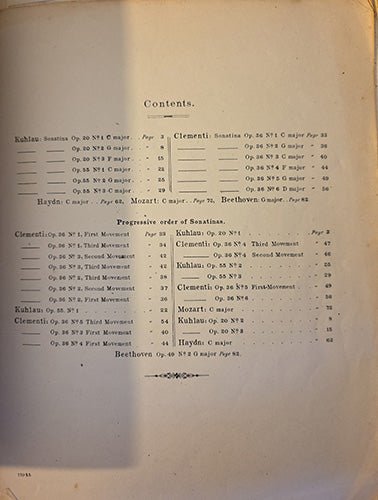 Contents.
Kuhlau: Sonatina Op. 20 Nº 1 C major . . Page 3
Op. 20 Nº 2 G major . . " 8
Op. 20 Nº 3 F major . . " 15
Op. 55 Nº 1 C major . . " 22
Op. 55 Nº 2 G major . . " 25
Op. 55 Nº 3 C major . . " 29
Clementi: Sonatina Op. 36 Nº 1 C major Page 33
Op. 36 Nº 2 G major " 36
Op. 36 Nº 3 C major " 40
Op. 36 Nº 4 F major " 44
Op. 36 Nº 5 G major " 49
Op. 36 Nº 6 D major " 56
Haydn: C major . Page 62, Mozart: C major . Page 72, Beethoven: G major . Page 82.
Progressive order of Sonatinas.
Clementi: Op. 36 Nº 1, First Movement Page 33
Op. 36 Nº 1, Third Movement " 34
Op. 36 Nº 3, Second Movement " 42
Op. 36 Nº 3, Third Movement " 42
Op. 36 Nº 2, Third Movement " 38
Op. 36 Nº 2, Second Movement " 37
Op. 36 Nº 2, First Movement " 36
Kuhlau: Op. 55, Nº 1 . . . . . " 22
Clementi: Op. 36 Nº 5 Third Movement " 54
Op. 36 Nº 3 First Movement " 40
Op. 36 Nº 4 First Movement " 44
Kuhlau: Op. 20 Nº 1 . . . . . . Page 3
Clementi: Op. 36 Nº 4 Third Movement " 47
Op. 36 Nº 4 Second Movement " 46
Kuhlau: Op. 55 Nº 2 . . . . . . " 25
Op. 55 Nº 3 . . . . . . " 29
Clementi: Op. 36 Nº 5 First Movement . " 49
Op. 36 Nº 6 . . . . . . " 56
Mozart: C major . . . . . . " 72
Kuhlau: Op. 20 Nº 2 . . . . . . " 8
Op. 20 Nº 3 . . . . . . " 15
Haydn: C major . . . . . . " 62
Beethoven Op. 49 Nº 2 G major Page 82.